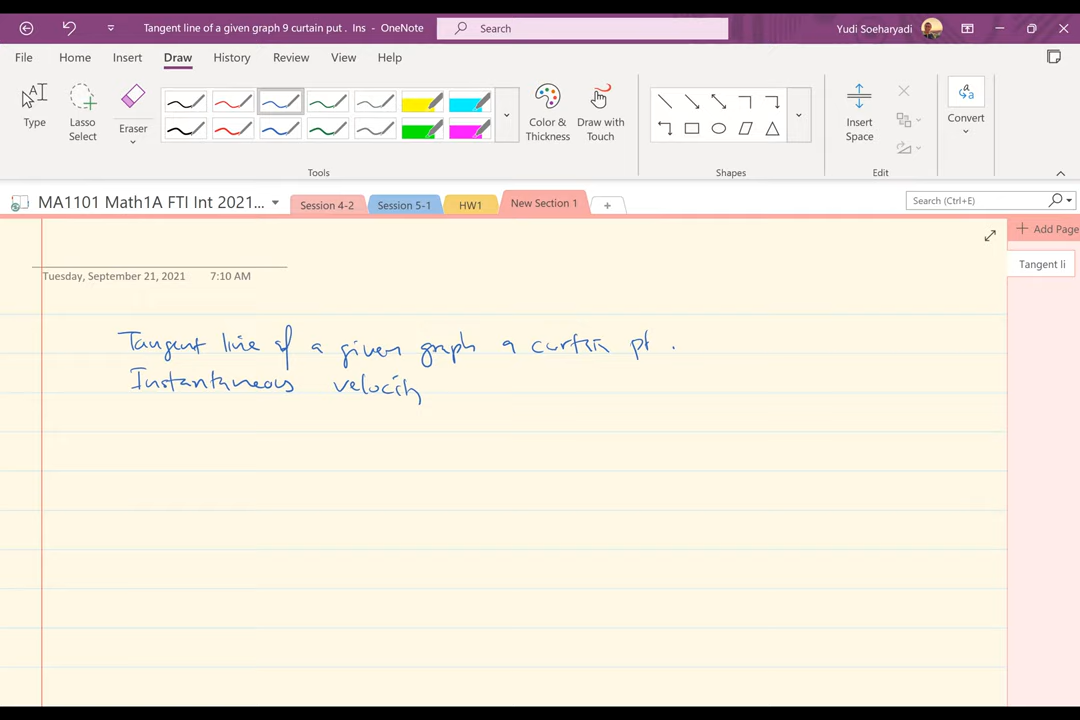 Tangent line of a given graph 9 curtain put . Ins - OneNote
Search
Yudi Soeharyadi
File Home Insert Draw History Review View Help
Type
Lasso Select
Eraser
Color & Thickness
Draw with Touch
Insert Space
Convert
Tools
Shapes
Edit
MA1101 Math1A FTI Int 2021...
Session 4-2
Session 5-1
HW1
New Section 1
Search (Ctrl+E)
Add Page
Tangent li
Tuesday, September 21, 2021 7:10 AM
Tangent line of a given graph a curtain pt .
Instantaneous velocity